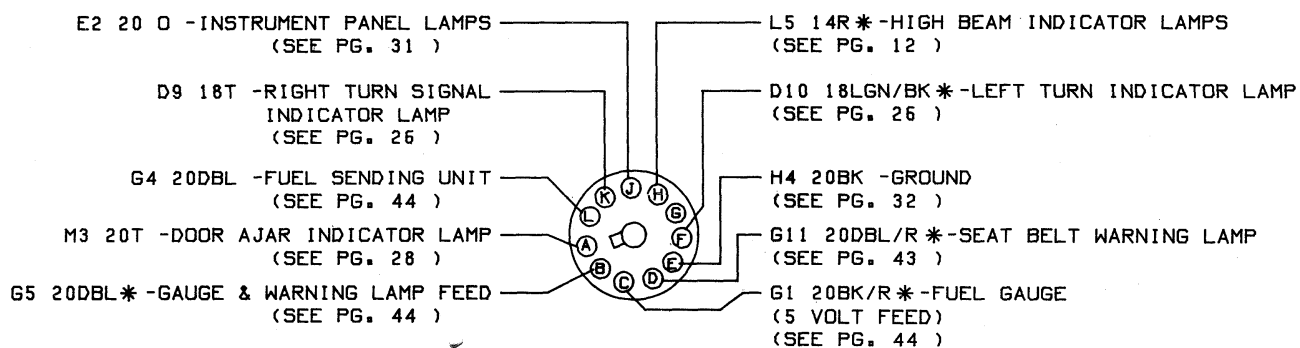 E2 20 O -INSTRUMENT PANEL LAMPS
(SEE PG. 31 )
D9 18T -RIGHT TURN SIGNAL
INDICATOR LAMP
(SEE PG. 26 )
G4 20DBL -FUEL SENDING UNIT
(SEE PG. 44 )
M3 20T -DOOR AJAR INDICATOR LAMP
(SEE PG. 28 )
G5 20DBL* -GAUGE & WARNING LAMP FEED
(SEE PG. 44 )
J
K
H
G
L
F
A
E
B
C
D
L5 14R* -HIGH BEAM INDICATOR LAMPS
(SEE PG. 12 )
D10 18LGN/BK* -LEFT TURN INDICATOR LAMP
(SEE PG. 26 )
H4 20BK -GROUND
(SEE PG. 32 )
G11 20DBL/R* -SEAT BELT WARNING LAMP
(SEE PG. 43 )
G1 20BK/R* -FUEL GAUGE
(5 VOLT FEED)
(SEE PG. 44 )